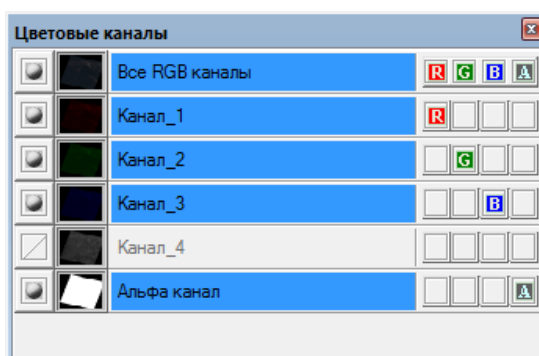 Цветовые каналы
Все RGB каналы R G B A
Канал_1 R
Канал_2 G
Канал_3 B
Канал_4
Альфа канал A